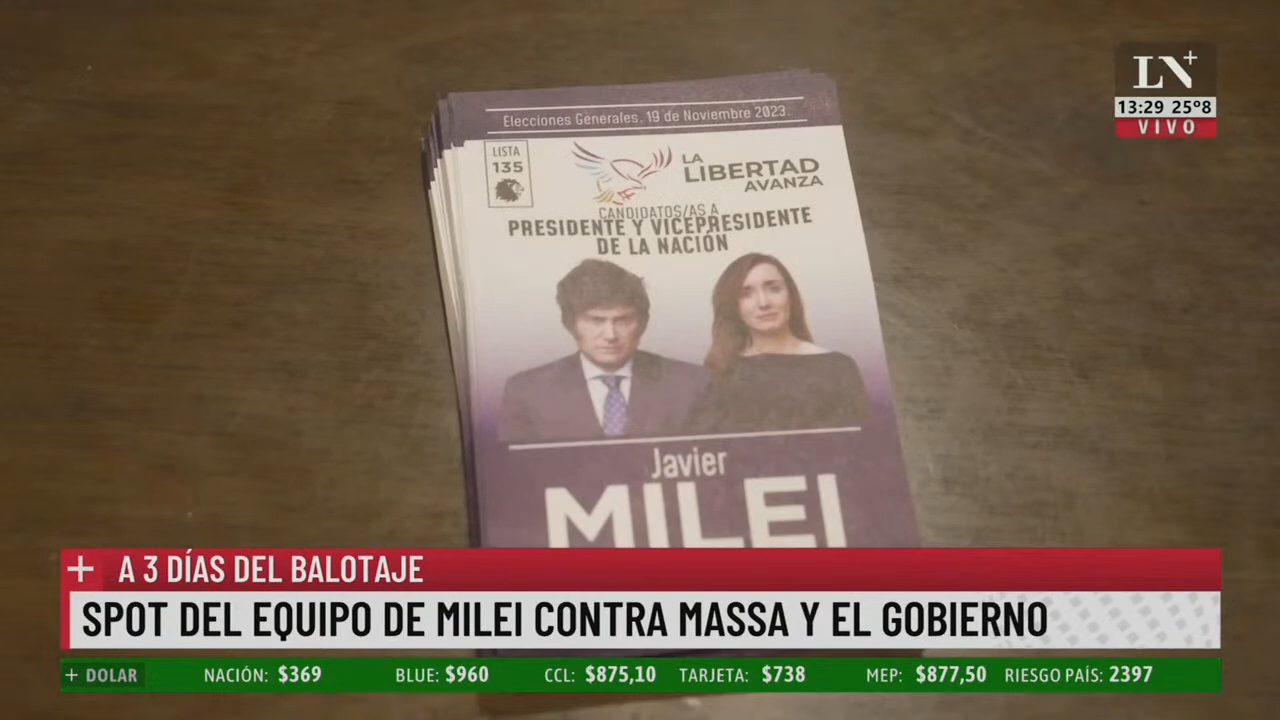 LN+
13:29 25º8
VIVO
Elecciones Generales. 19 de Noviembre 2023.
LISTA
135
LA
LIBERTAD
AVANZA
CANDIDATOS/AS A
PRESIDENTE Y VICEPRESIDENTE
DE LA NACIÓN
Javier
MILEI
+ A 3 DÍAS DEL BALOTAJE
SPOT DEL EQUIPO DE MILEI CONTRA MASSA Y EL GOBIERNO
+ DOLAR NACIÓN: $369 BLUE: $960 CCL: $875,10 TARJETA: $738 MEP: $877,50 RIESGO PAÍS: 2397